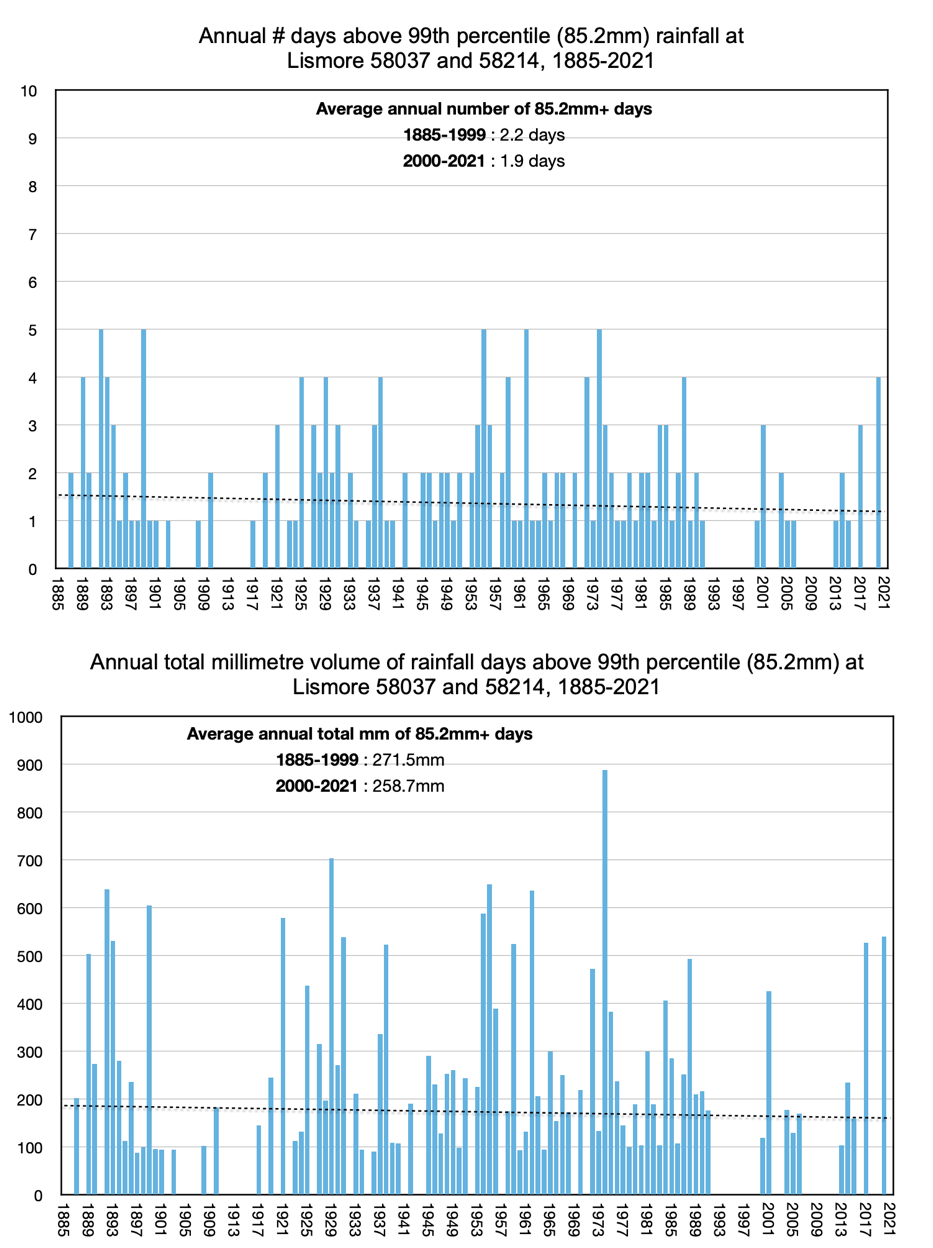 Annual # days above 99th percentile (85.2mm) rainfall at
Lismore 58037 and 58214, 1885-2021
Average annual number of 85.2mm+ days
1885-1999 : 2.2 days
2000-2021 : 1.9 days
10
9
8
7
6
5
4
3
2
1
0
1885 1889 1893 1897 1901 1905 1909 1913 1917 1921 1925 1929 1933 1937 1941 1945 1949 1953 1957 1961 1965 1969 1973 1977 1981 1985 1989 1993 1997 2001 2005 2009 2013 2017 2021
Annual total millimetre volume of rainfall days above 99th percentile (85.2mm) at
Lismore 58037 and 58214, 1885-2021
Average annual total mm of 85.2mm+ days
1885-1999 : 271.5mm
2000-2021 : 258.7mm
1000
900
800
700
600
500
400
300
200
100
0
1885 1889 1893 1897 1901 1905 1909 1913 1917 1921 1925 1929 1933 1937 1941 1945 1949 1953 1957 1961 1965 1969 1973 1977 1981 1985 1989 1993 1997 2001 2005 2009 2013 2017 2021